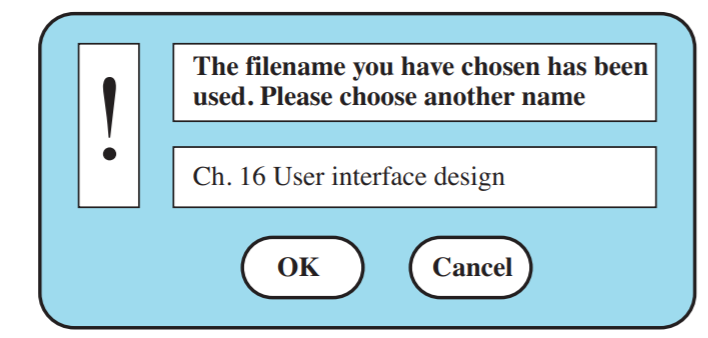 !
The filename you have chosen has been
used. Please choose another name
Ch. 16 User interface design
OK
Cancel